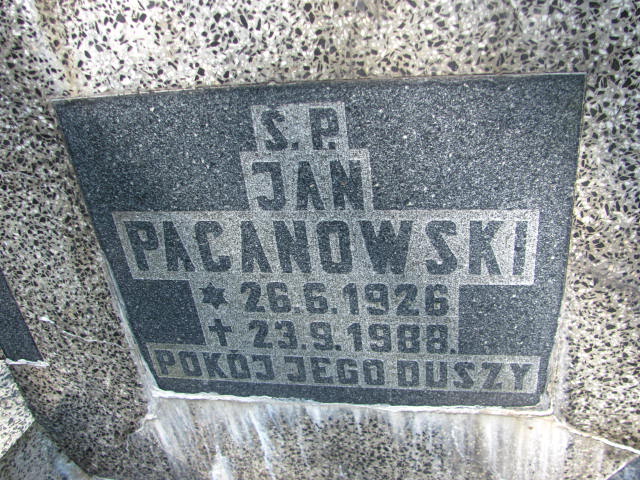 Ś.P.
JAN
PACANOWSKI
* 26.6.1926
† 23.9.1988.
POKÓJ JEGO DUSZY